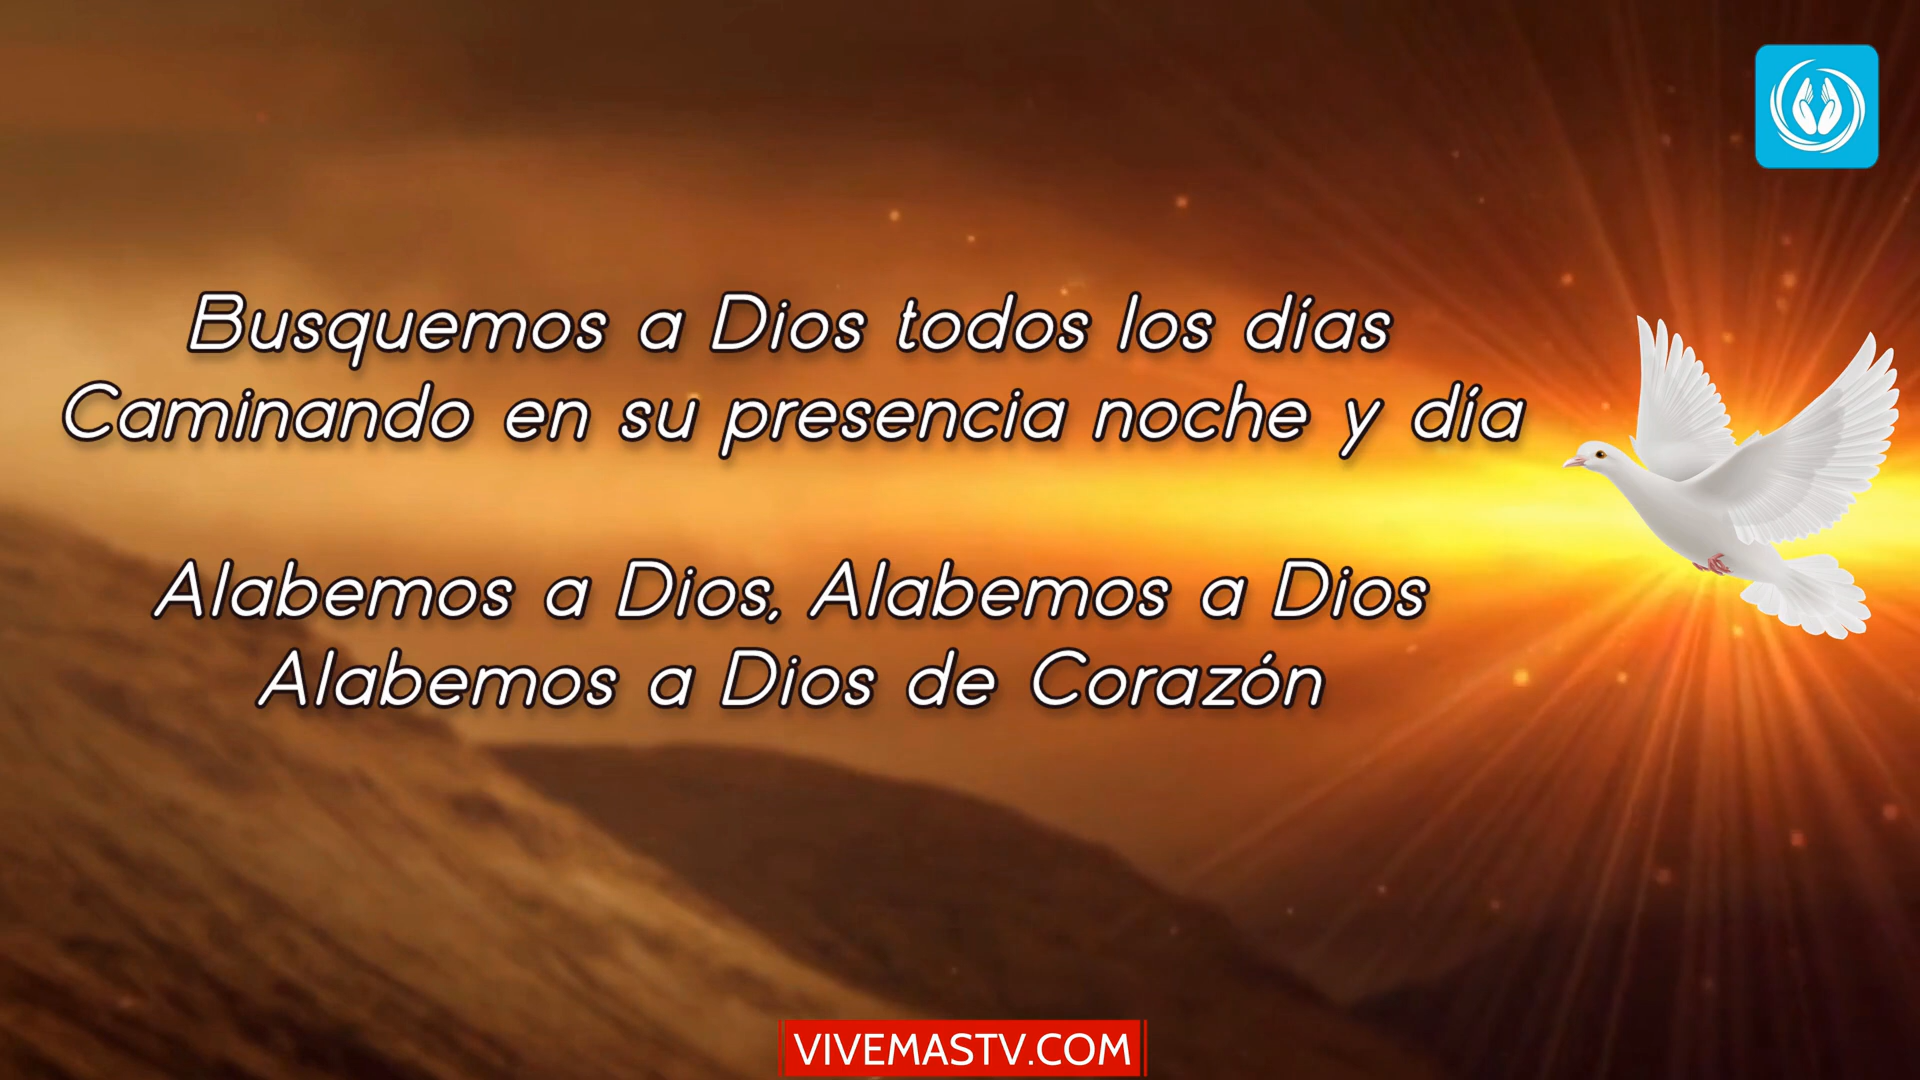 Busquemos a Dios todos los días
Caminando en su presencia noche y día
Alabemos a Dios, Alabemos a Dios
Alabemos a Dios de Corazón
VIVEMASTV.COM